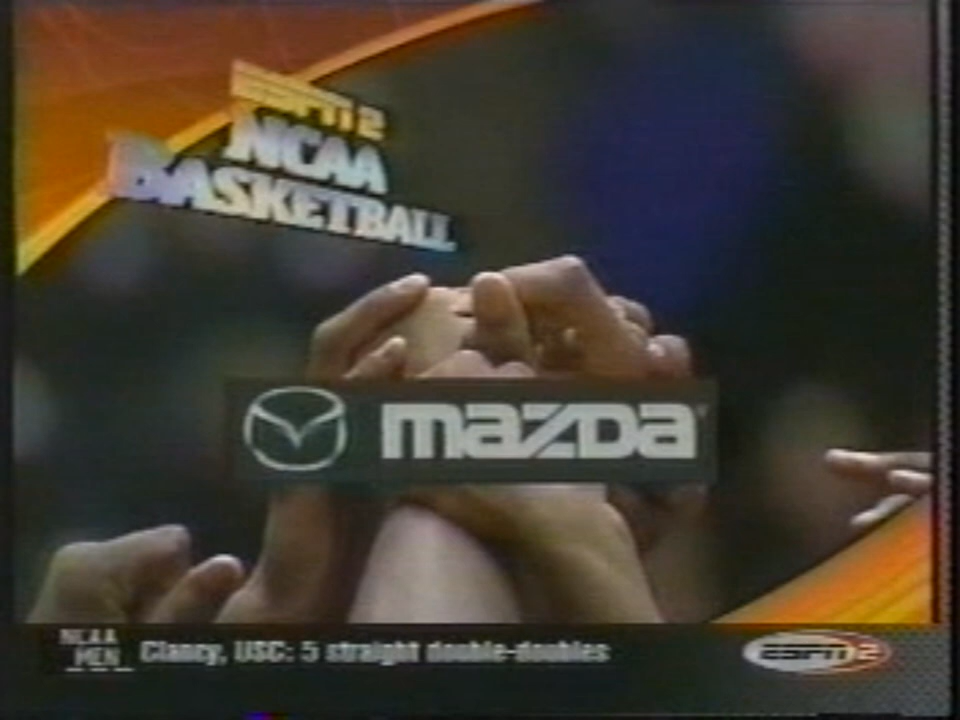 ESPN2
NCAA
BASKETBALL
mazda
NCAA
MEN
Clancy, USC: 5 straight double-doubles
ESPN2